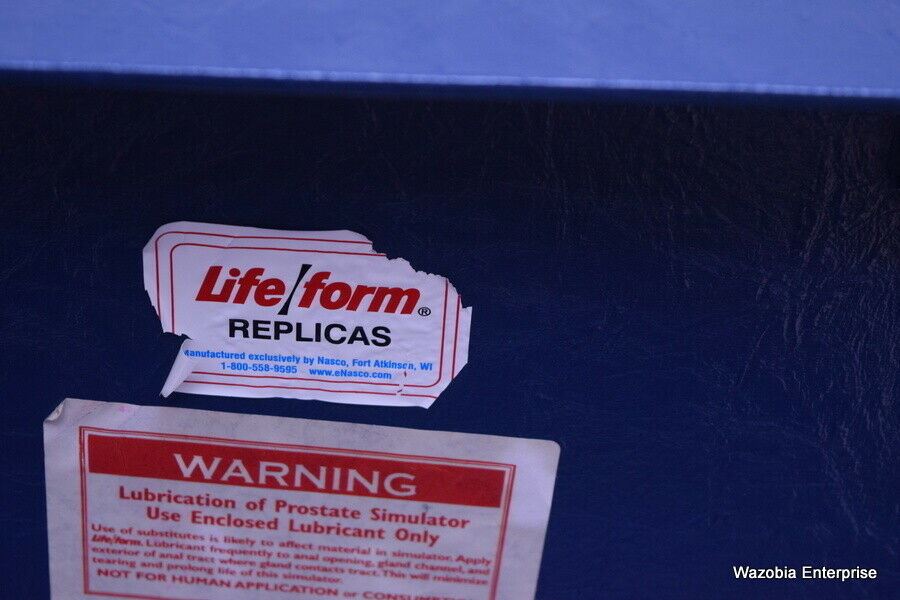 Life/form®
REPLICAS
anufactured exclusively by Nasco, Fort Atkinson, WI
1-800-558-9595 www.eNasco.com
WARNING
Lubrication of Prostate Simulator
Use Enclosed Lubricant Only
Use of substitutes is likely to affect material in simulator. Apply
Life/form. Lubricant frequently to anal opening, gland channel, and
exterior of anal tract where gland contacts tract. This will minimize
tearing and prolong life of this simulator.
NOT FOR HUMAN APPLICATION or CONSUMPTION
Wazobia Enterprise